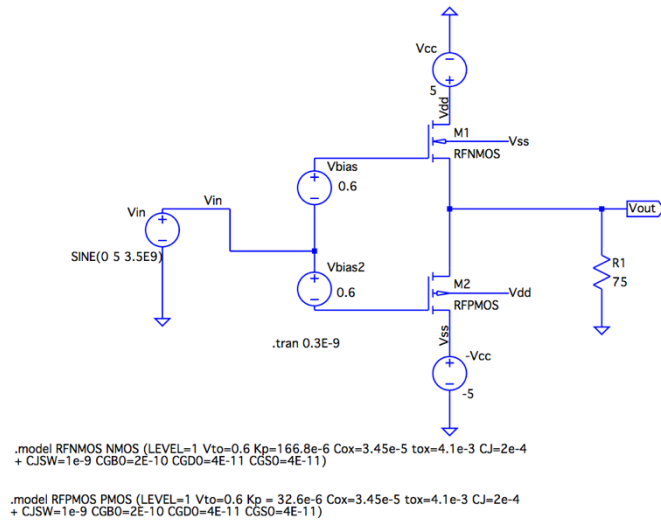 Vcc
-
+
5
Vdd
M1
Vss
RFNMOS
Vbias
+
-
0.6
Vin
Vin
+
-
SINE(0 5 3.5E9)
Vout
Vbias2
+
-
0.6
R1
75
M2
Vdd
RFPMOS
Vss
.tran 0.3E-9
-Vcc
+
-
-5
.model RFNMOS NMOS (LEVEL=1 Vto=0.6 Kp=166.8e-6 Cox=3.45e-5 tox=4.1e-3 CJ=2e-4
+ CJSW=1e-9 CGB0=2E-10 CGD0=4E-11 CGS0=4E-11)
.model RFPMOS PMOS (LEVEL=1 Vto=0.6 Kp = 32.6e-6 Cox=3.45e-5 tox=4.1e-3 CJ=2e-4
+ CJSW=1e-9 CGB0=2E-10 CGD0=4E-11 CGS0=4E-11)